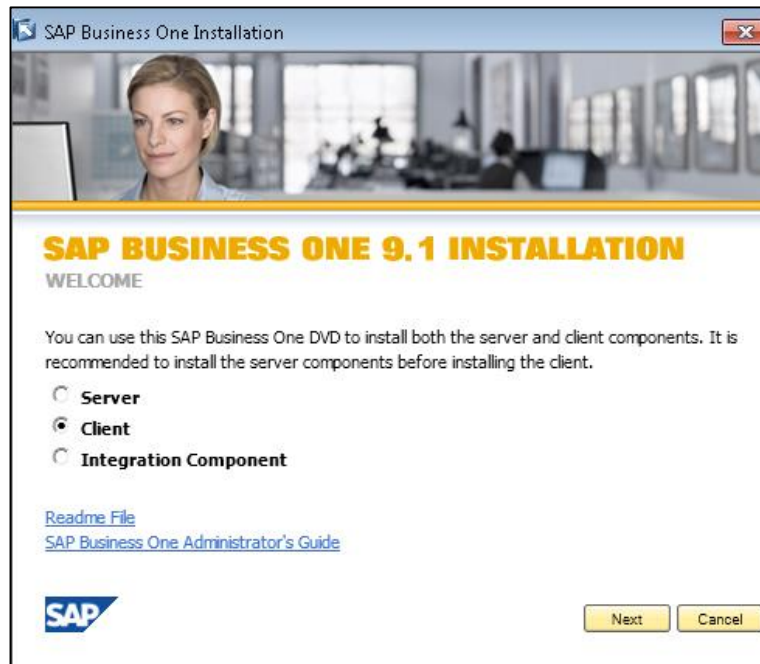 SAP Business One Installation
SAP BUSINESS ONE 9.1 INSTALLATION
WELCOME
You can use this SAP Business One DVD to install both the server and client components. It is
recommended to install the server components before installing the client.
Server
Client
Integration Component
Readme File
SAP Business One Administrator's Guide
SAP
Next Cancel